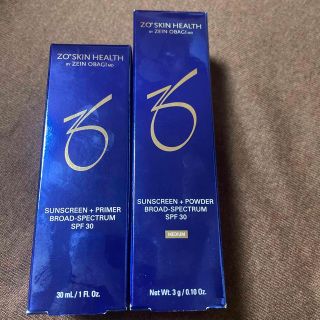 ZO® SKIN HEALTH
BY ZEIN OBAGI MD
SUNSCREEN + PRIMER
BROAD-SPECTRUM
SPF 30
30 mL / 1 Fl. Oz.
ZO® SKIN HEALTH
BY ZEIN OBAGI MD
SUNSCREEN + POWDER
BROAD-SPECTRUM
SPF 30
MEDIUM
Net Wt. 3 g / 0.10 Oz.